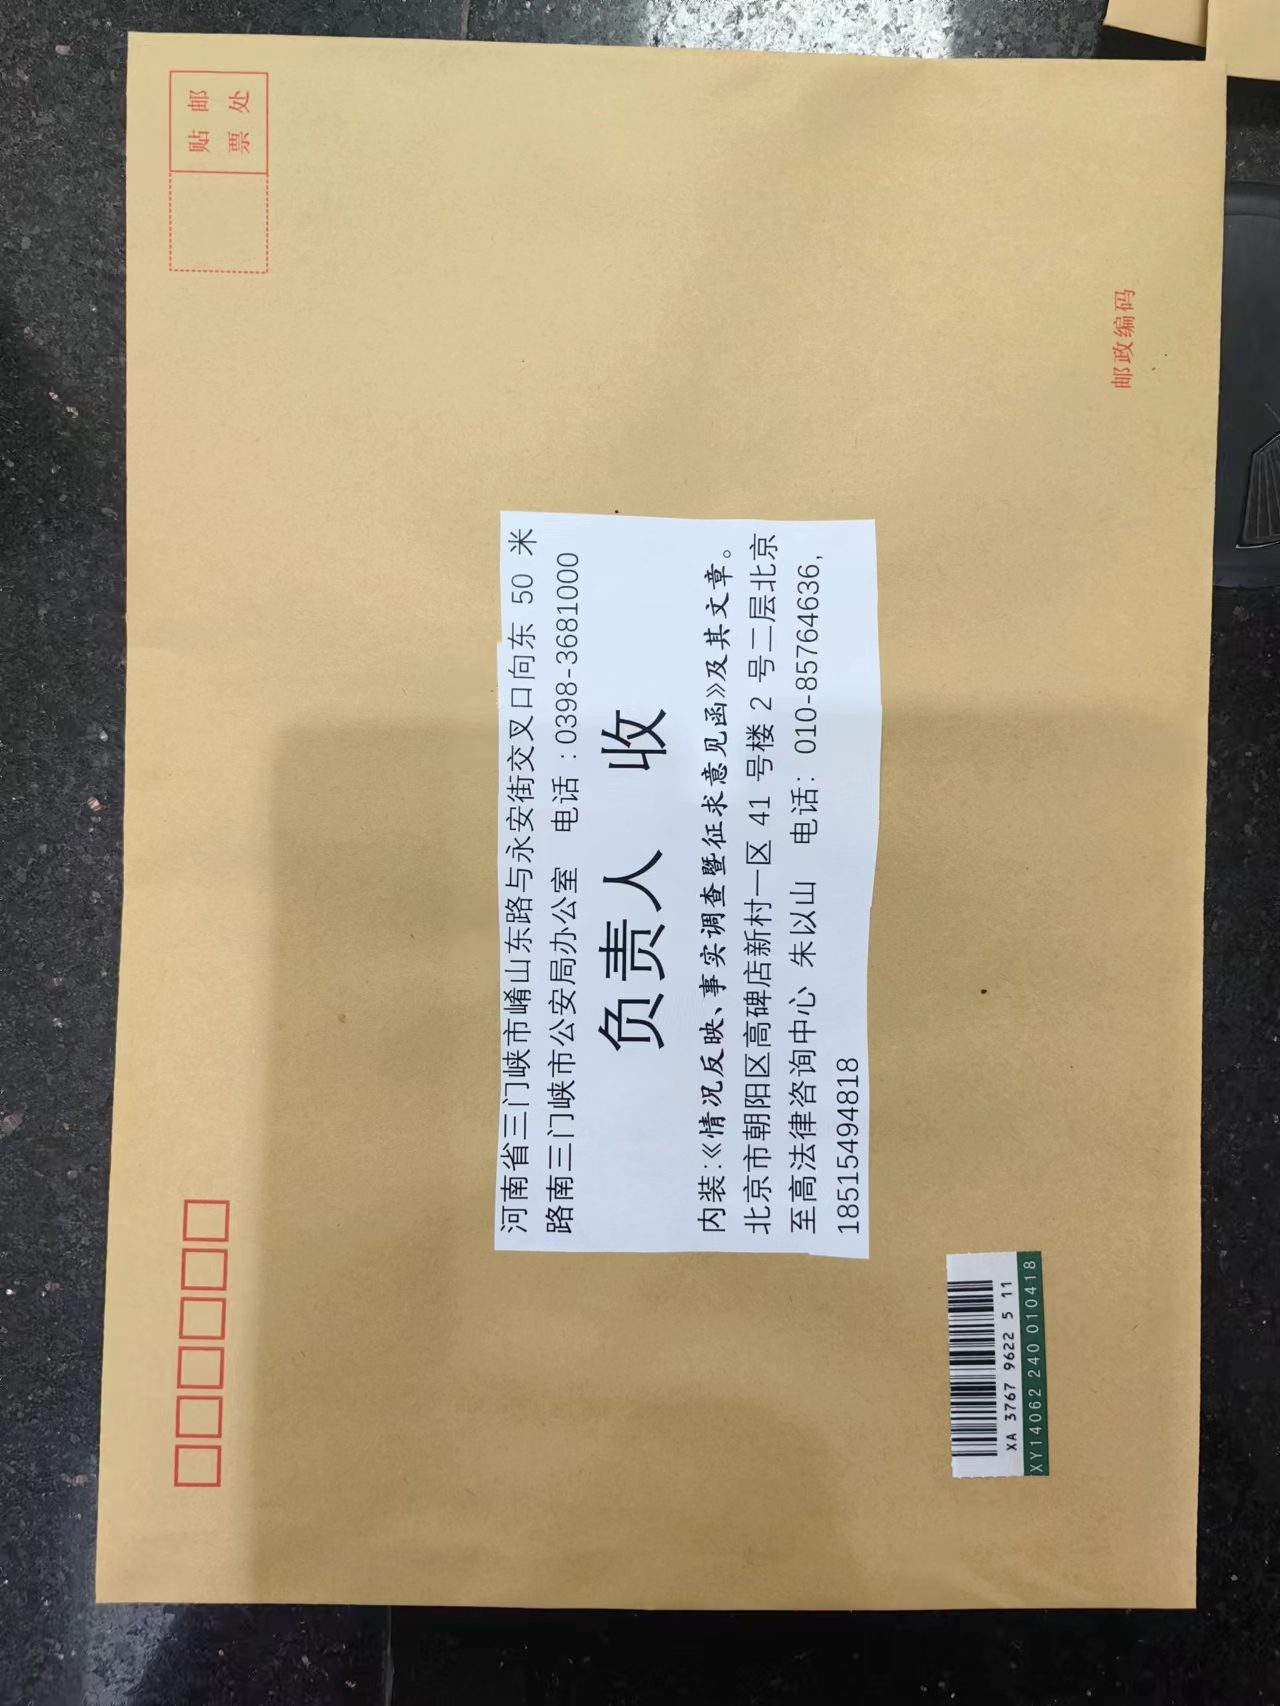 贴邮
票处
河南省三门峡市崤山东路与永安街交叉口向东 50 米
路南三门峡市公安局办公室 电话：0398-3681000
负责人 收
内装：《情况反映、事实调查暨征求意见函》及其文章。
北京市朝阳区高碑店新村一区 41 号楼 2 号二层北京
至高法律咨询中心 朱以山 电话：010-85764636，
18515494818
XA 3767 9622 5 11
XY14062 240 010418
邮政编码